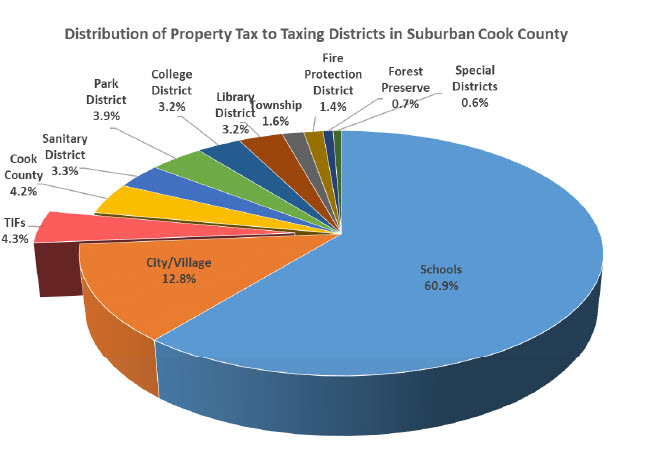 Distribution of Property Tax to Taxing Districts in Suburban Cook County
Fire
Protection
District
1.4%
Forest
Preserve
0.7%
Special
Districts
0.6%
College
District
3.2%
Park
District
3.9%
Library
District
3.2%
Township
1.6%
Sanitary
District
3.3%
Cook
County
4.2%
TIFs
4.3%
City/Village
12.8%
Schools
60.9%